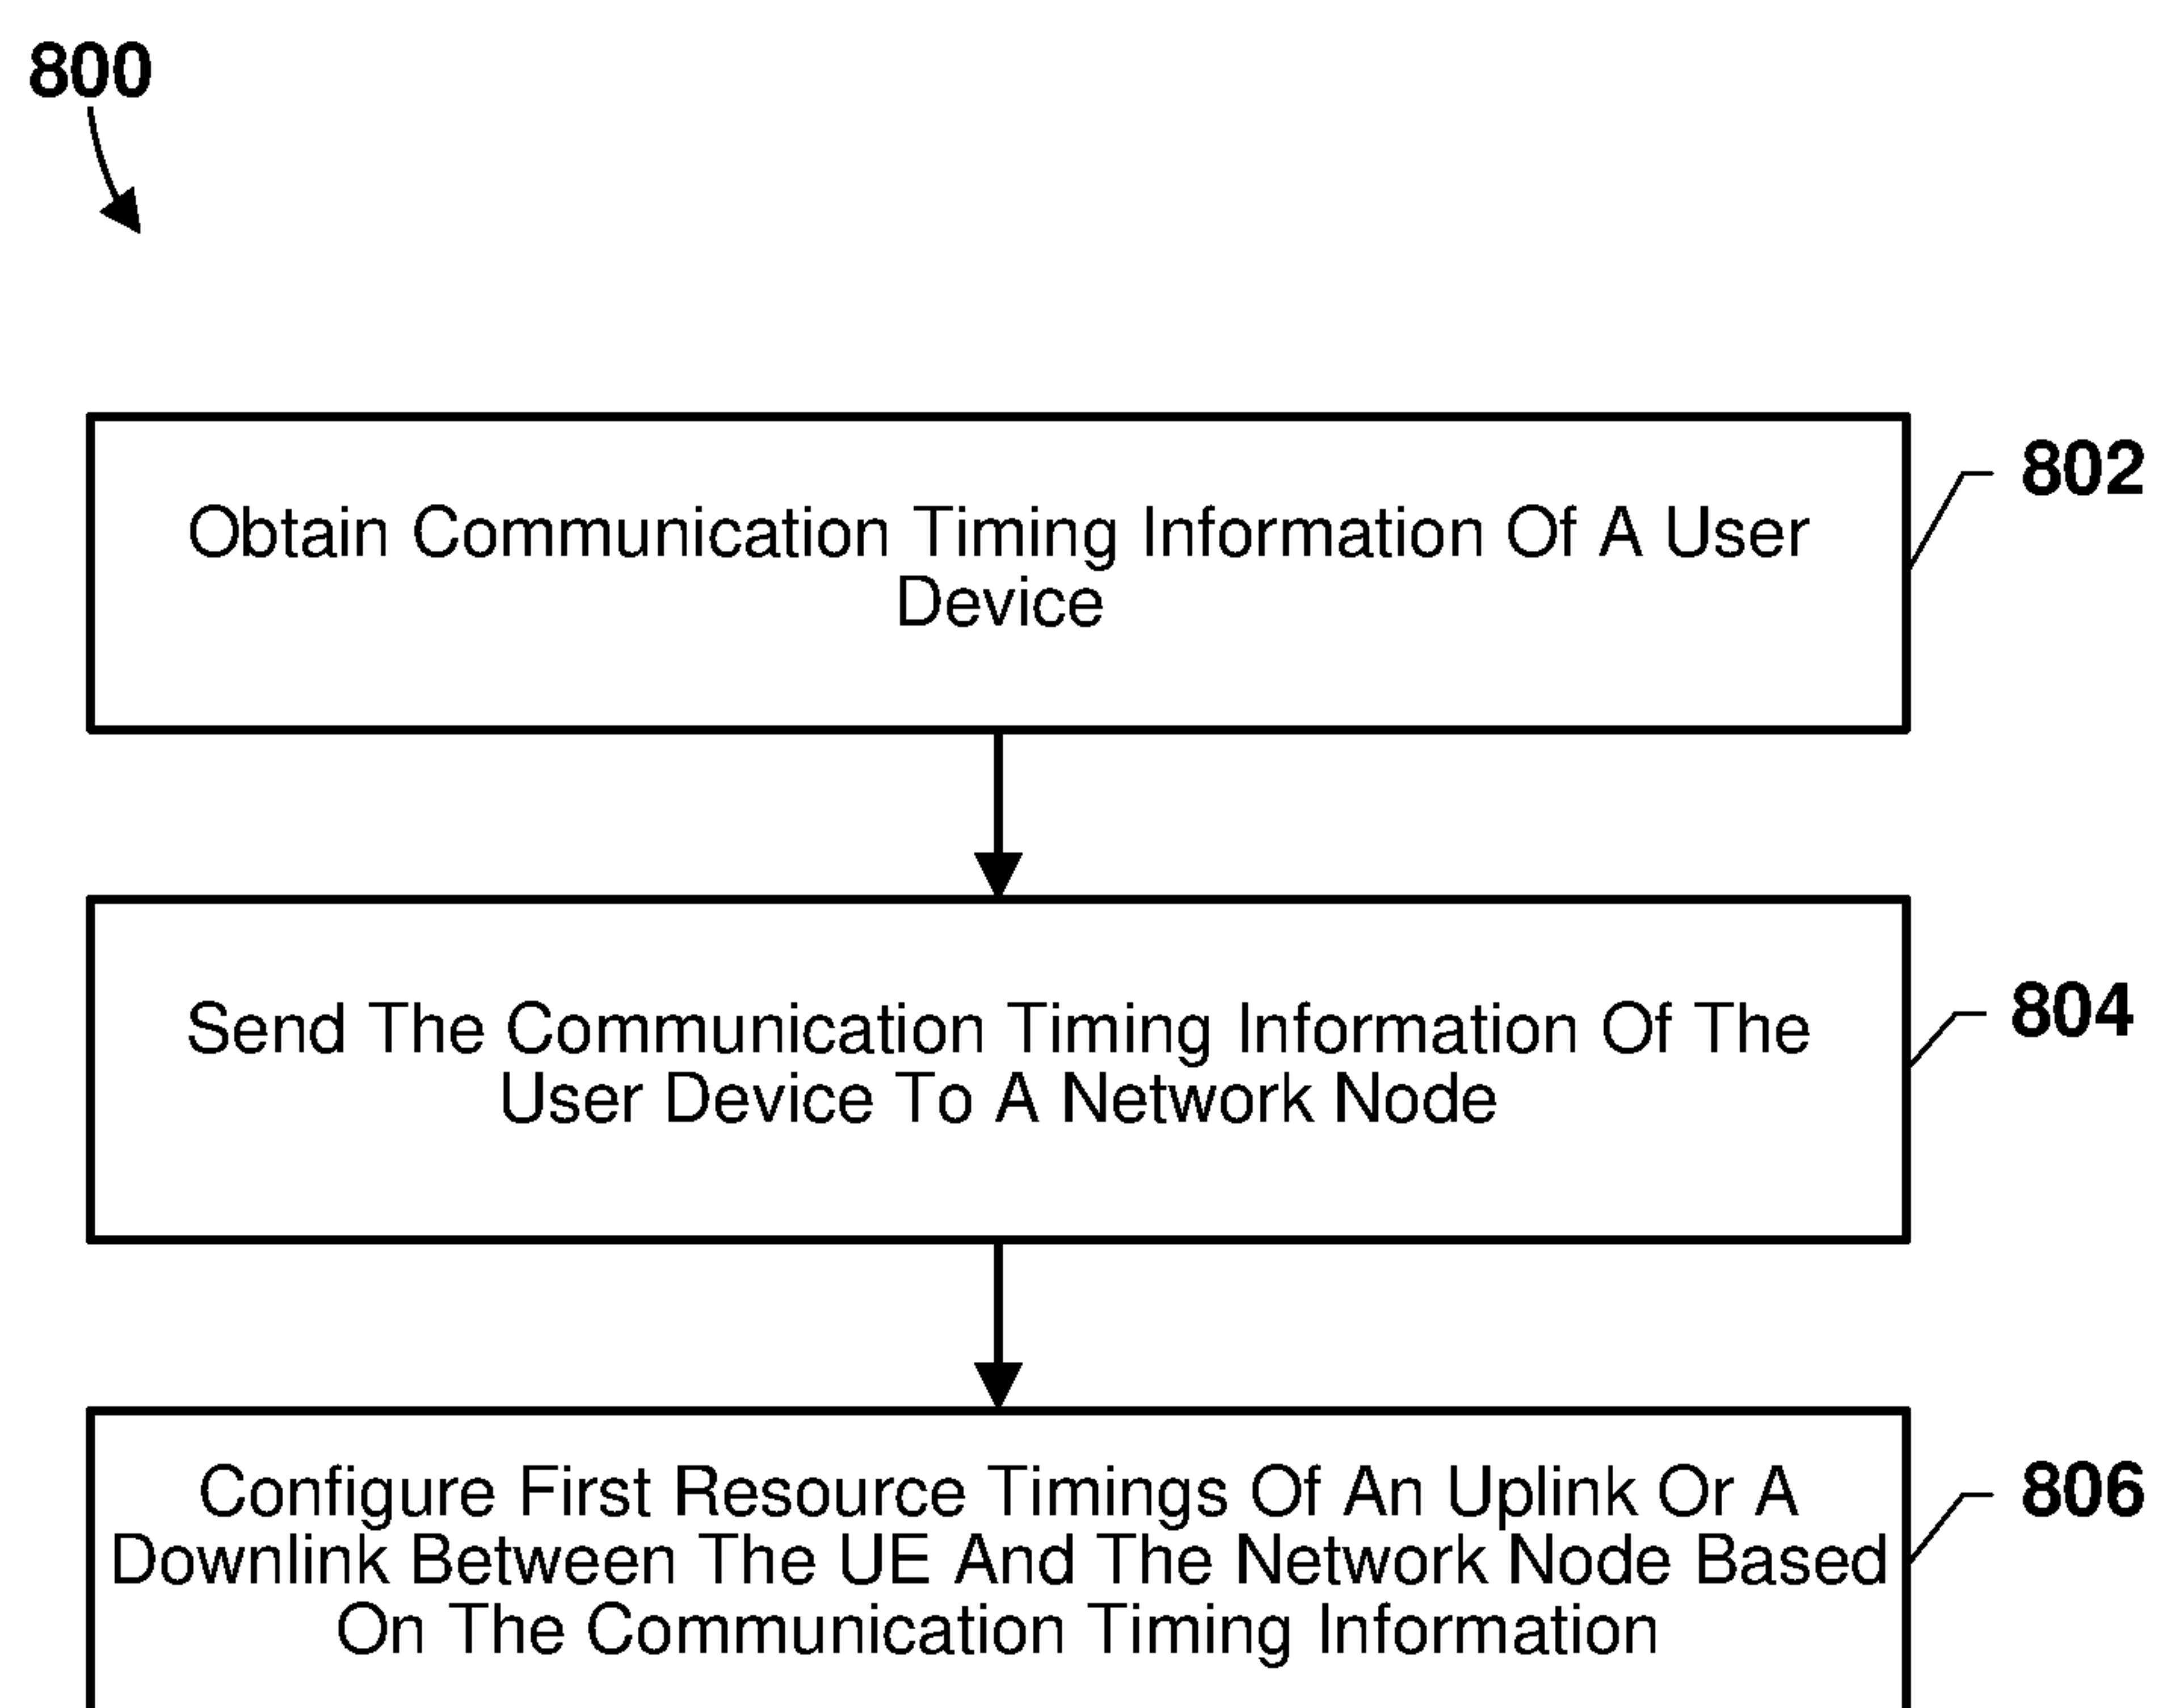 800
802
Obtain Communication Timing Information Of A User
Device
804
Send The Communication Timing Information Of The
User Device To A Network Node
806
Configure First Resource Timings Of An Uplink Or A
Downlink Between The UE And The Network Node Based
On The Communication Timing Information